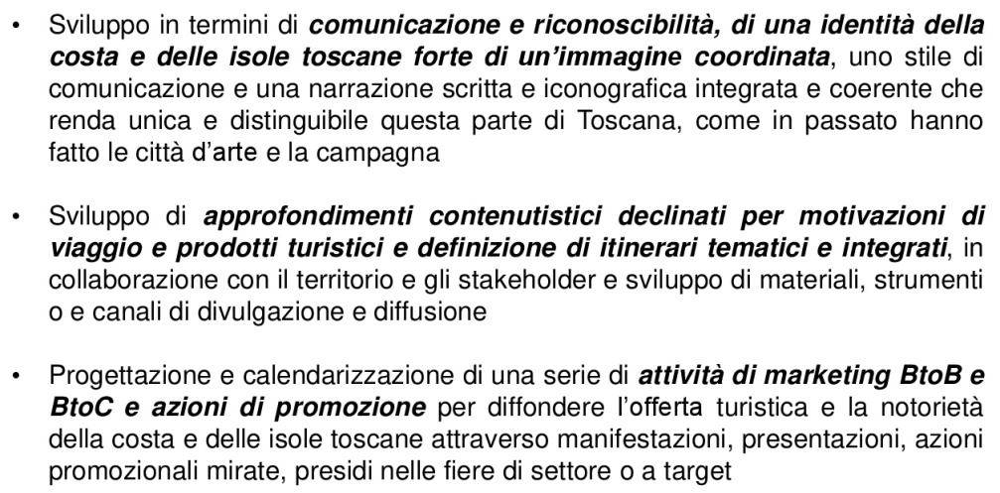 • Sviluppo in termini di comunicazione e riconoscibilità, di una identità della
costa e delle isole toscane forte di un’immagine coordinata, uno stile di
comunicazione e una narrazione scritta e iconografica integrata e coerente che
renda unica e distinguibile questa parte di Toscana, come in passato hanno
fatto le città d’arte e la campagna
• Sviluppo di approfondimenti contenutistici declinati per motivazioni di
viaggio e prodotti turistici e definizione di itinerari tematici e integrati, in
collaborazione con il territorio e gli stakeholder e sviluppo di materiali, strumenti
o e canali di divulgazione e diffusione
• Progettazione e calendarizzazione di una serie di attività di marketing BtoB e
BtoC e azioni di promozione per diffondere l’offerta turistica e la notorietà
della costa e delle isole toscane attraverso manifestazioni, presentazioni, azioni
promozionali mirate, presidi nelle fiere di settore o a target